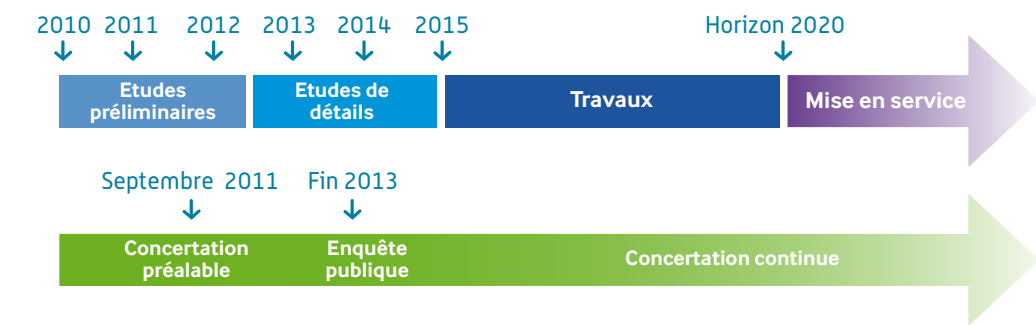 2010 2011 2012 2013 2014 2015 Horizon 2020
Etudes
préliminaires
Etudes de
détails
Travaux
Mise en service
Septembre 2011 Fin 2013
Concertation
préalable
Enquête
publique
Concertation continue